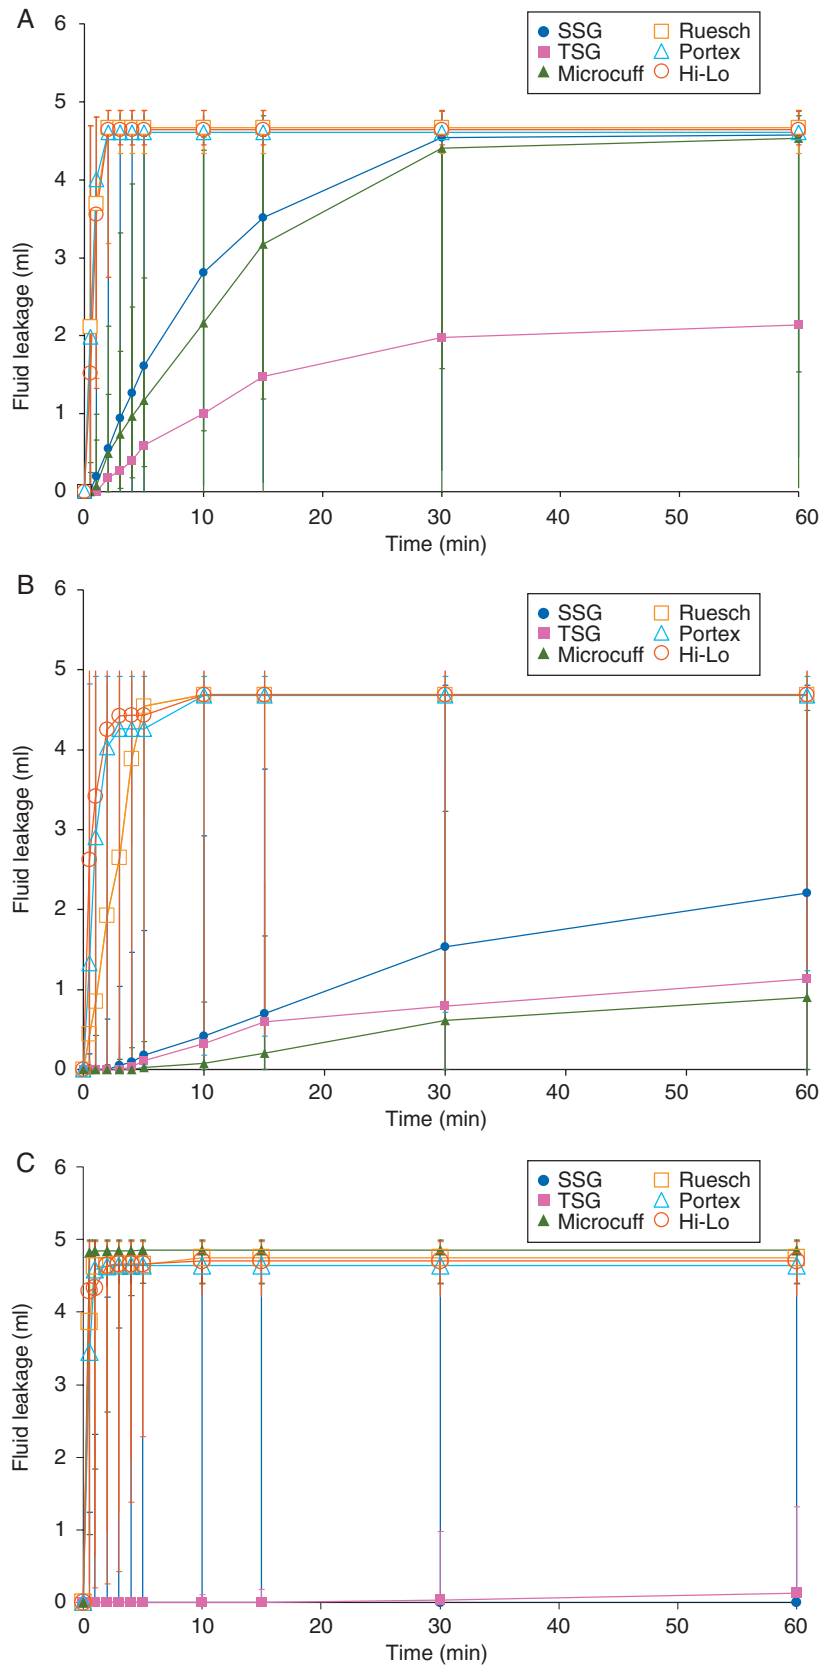 A
SSG Ruesch
TSG Portex
Microcuff Hi-Lo
Fluid leakage (ml)
6
5
4
3
2
1
0
0 10 20 30 40 50 60
Time (min)
B
SSG Ruesch
TSG Portex
Microcuff Hi-Lo
Fluid leakage (ml)
6
5
4
3
2
1
0
0 10 20 30 40 50 60
Time (min)
C
SSG Ruesch
TSG Portex
Microcuff Hi-Lo
Fluid leakage (ml)
6
5
4
3
2
1
0
0 10 20 30 40 50 60
Time (min)